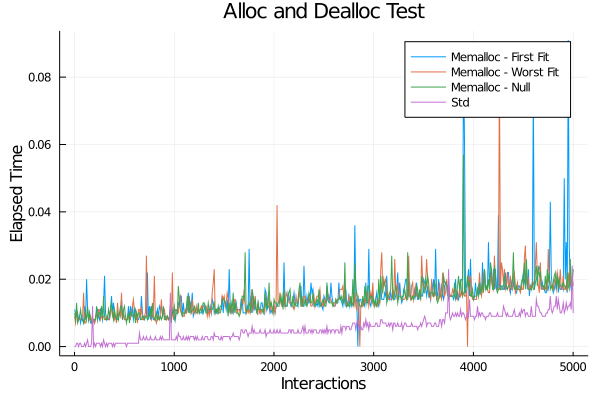 Alloc and Dealloc Test
Elapsed Time
0.08
0.06
0.04
0.02
0.00
Memalloc - First Fit
Memalloc - Worst Fit
Memalloc - Null
Std
0 1000 2000 3000 4000 5000
Interactions